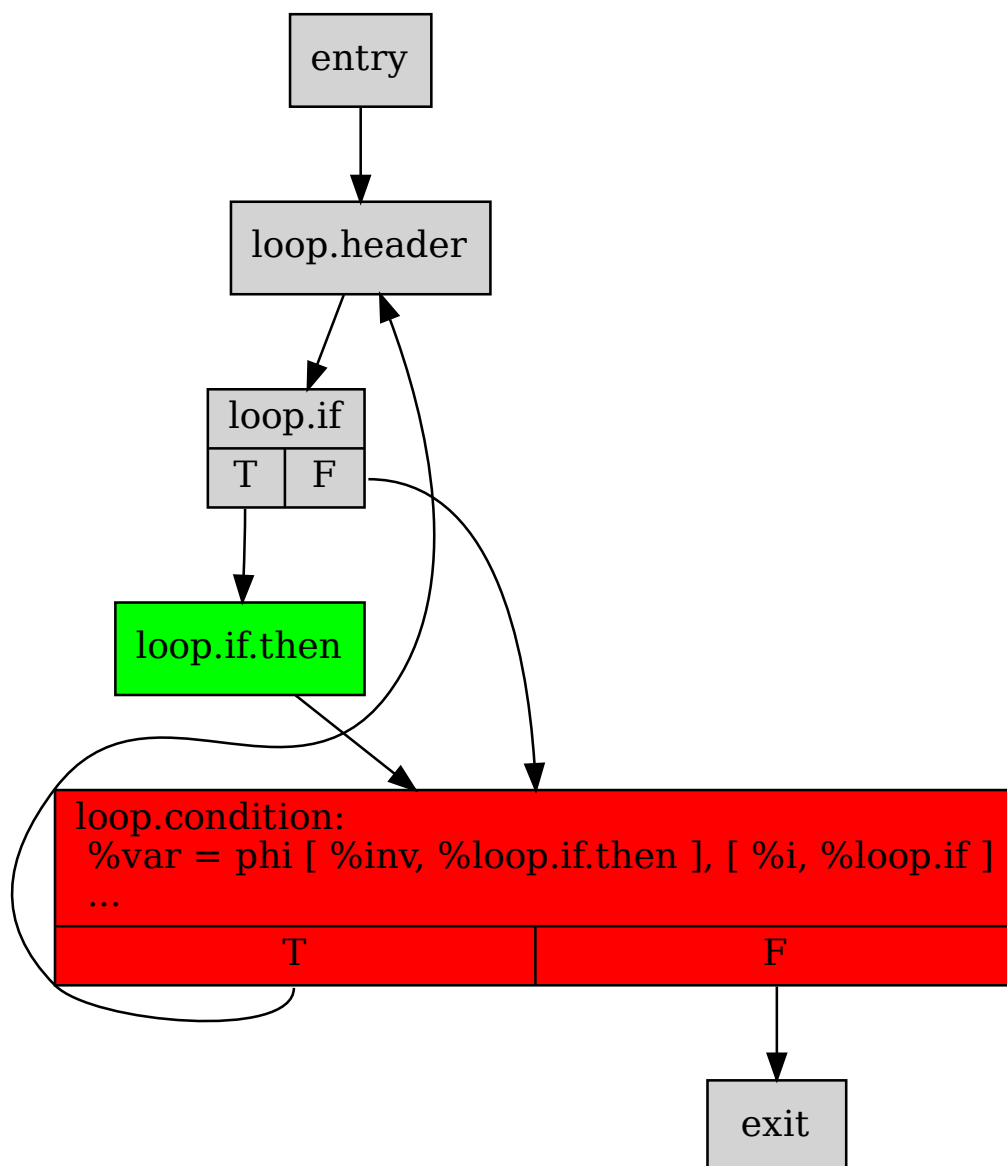 entry
loop.header
loop.if
T F
loop.if.then
loop.condition:
%var = phi [ %inv, %loop.if.then ], [ %i, %loop.if ]
...
T F
exit